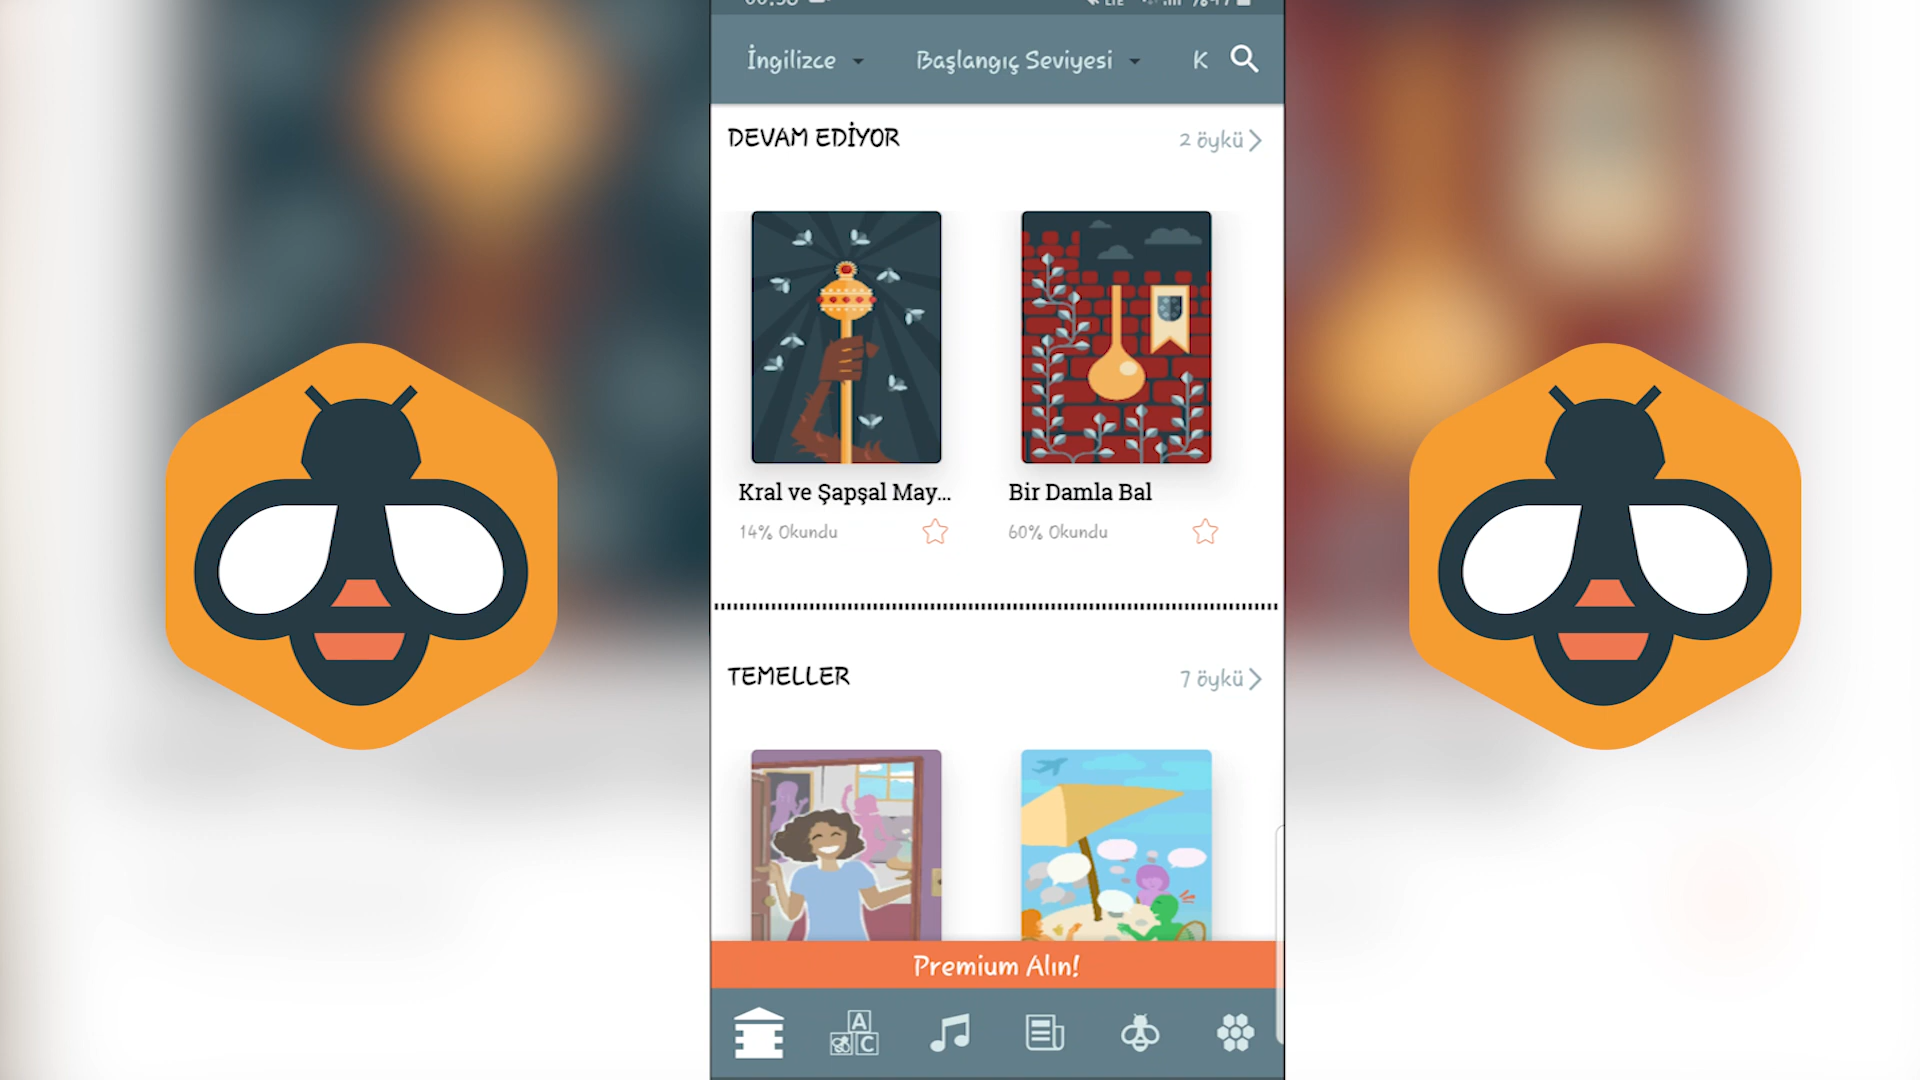 LTE
İngilizce
Başlangıç Seviyesi
K
DEVAM EDİYOR
2 öykü
Kral ve Şapşal May...
14% Okundu
Bir Damla Bal
60% Okundu
TEMELLER
7 öykü
Premium Alın!
A
C